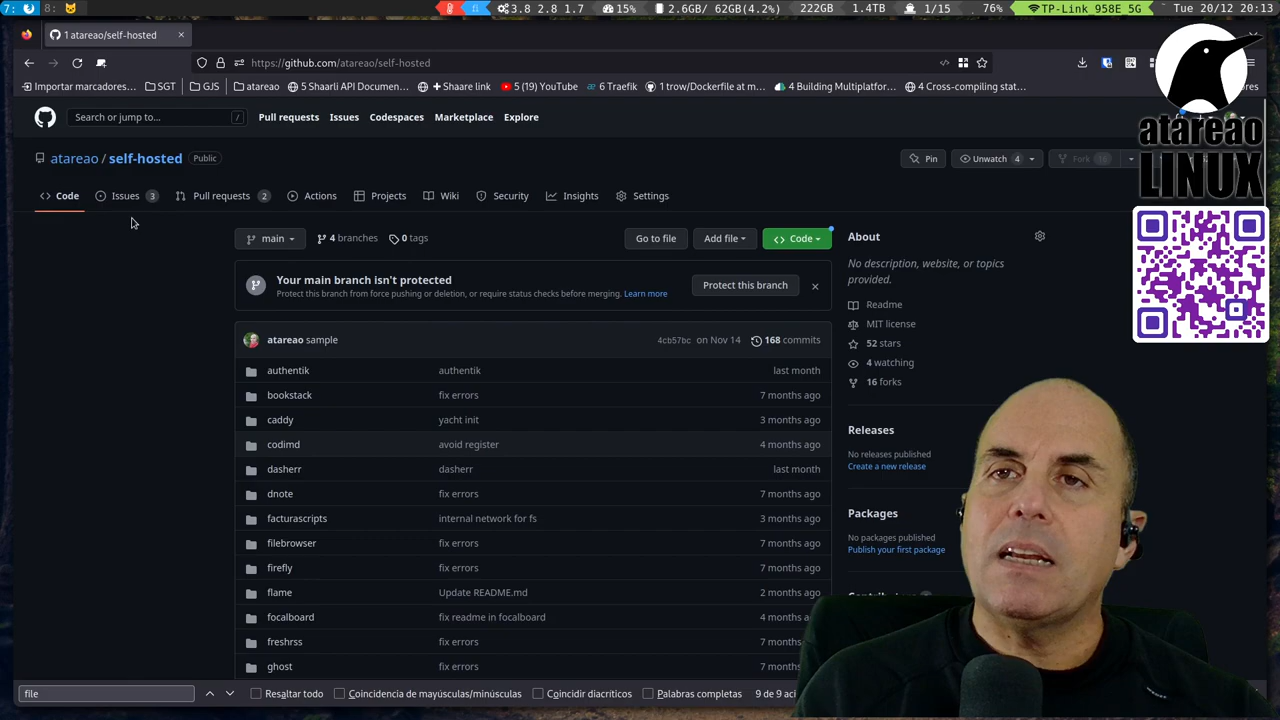 7:
8:
3.8 2.8 1.7
15%
2.6GB/ 62GB(4.2%)
222GB
1.4TB
1/15
76%
TP-Link 958E 5G
Tue 20/12
20:13
1 atareao/self-hosted
https://github.com/atareao/self-hosted
Importar marcadores…
SGT
GJS
atareao
5 Shaarli API Documen…
Shaare link
5 (19) YouTube
6 Traefik
1 trow/Dockerfile at m…
4 Building Multiplatfor…
4 Cross-compiling stat…
Search or jump to...
/
Pull requests
Issues
Codespaces
Marketplace
Explore
atareao
LINUX
atareao / self-hosted
Public
Pin
Unwatch 4
Fork 16
Code
Issues 3
Pull requests 2
Actions
Projects
Wiki
Security
Insights
Settings
main
4 branches
0 tags
Go to file
Add file
Code
About
No description, website, or topics
provided.
Readme
MIT license
52 stars
4 watching
16 forks
Your main branch isn't protected
Protect this branch from force pushing or deletion, or require status checks before merging. Learn more
Protect this branch
atareao sample
4cb57bc on Nov 14
168 commits
authentik authentik last month
bookstack fix errors 7 months ago
caddy yacht init 3 months ago
codimd avoid register 4 months ago
dasherr dasherr last month
dnote fix errors 7 months ago
facturascripts internal network for fs 3 months ago
filebrowser fix errors 7 months ago
firefly fix errors 7 months ago
flame Update README.md 2 months ago
focalboard fix readme in focalboard 4 months a
freshrss fix errors 7 months
ghost fix errors 7 months
Releases
No releases published
Create a new release
Packages
No packages published
Publish your first package
file
Resaltar todo
Coincidencia de mayúsculas/minúsculas
Coincidir diacríticos
Palabras completas
9 de 9